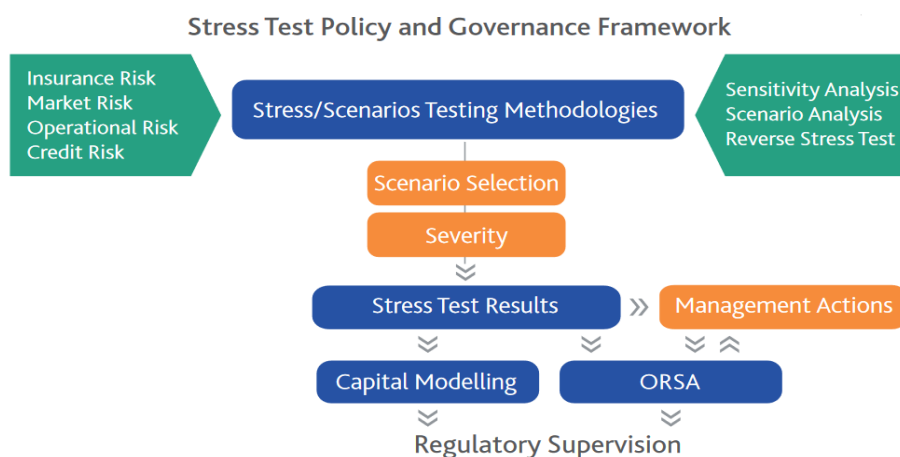 Stress Test Policy and Governance Framework
Insurance Risk
Market Risk
Operational Risk
Credit Risk
Stress/Scenarios Testing Methodologies
Sensitivity Analysis
Scenario Analysis
Reverse Stress Test
Scenario Selection
Severity
Stress Test Results
Management Actions
Capital Modelling
ORSA
Regulatory Supervision